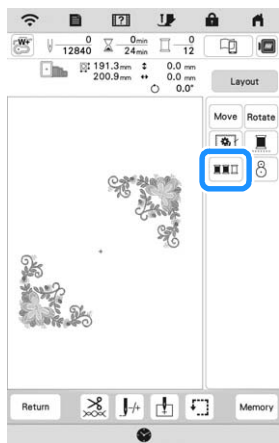 W+
0
12840
0min
24min
0
12
191.3mm
0.0 mm
200.9mm
0.0 mm
0.0°
Layout
Move Rotate
Return
Memory